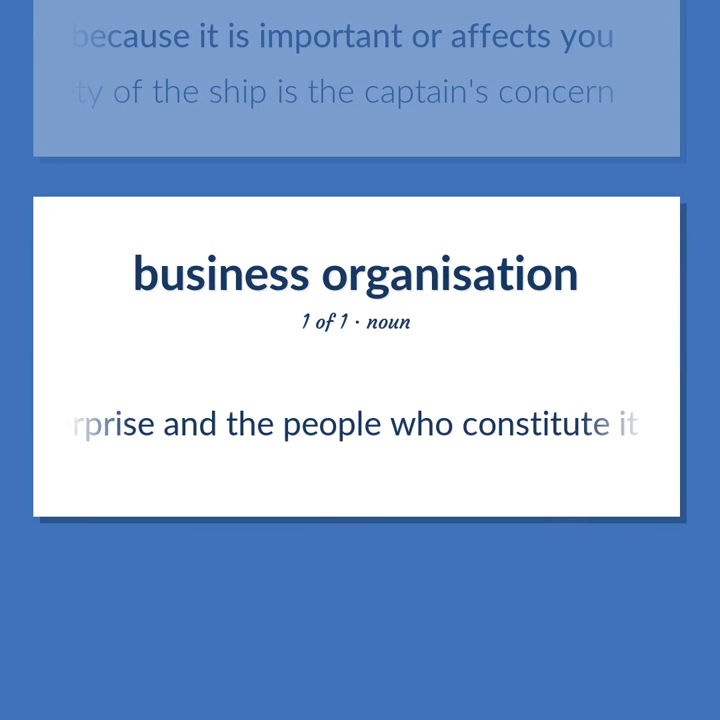 because it is important or affects you
of the ship is the captain's concern
business organisation
1 of 1 · noun
and the people who constitute it